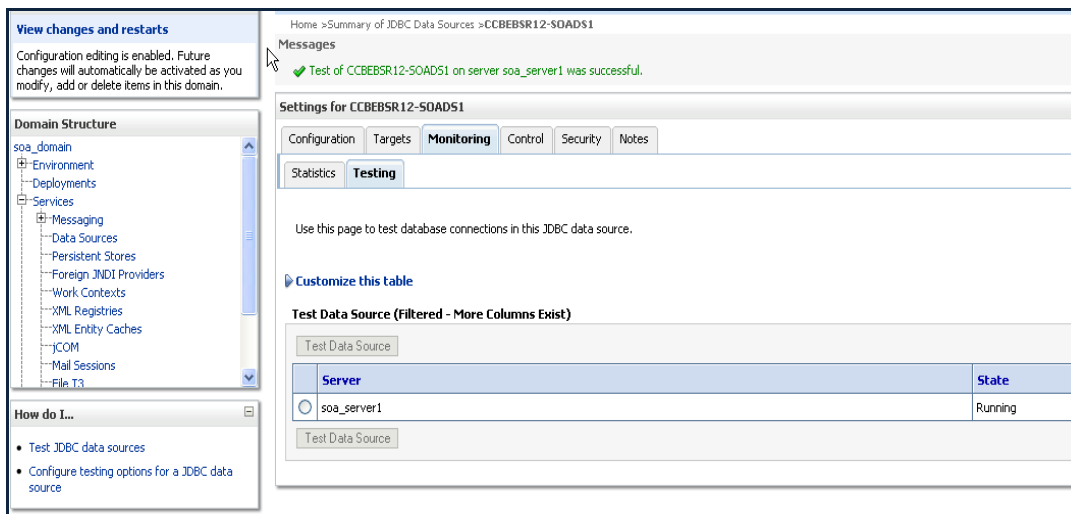 View changes and restarts
Configuration editing is enabled. Future
changes will automatically be activated as you
modify, add or delete items in this domain.
Domain Structure
soa_domain
Environment
Deployments
Services
Messaging
Data Sources
Persistent Stores
Foreign JNDI Providers
Work Contexts
XML Registries
XML Entity Caches
jCOM
Mail Sessions
File T3
How do I...
Test JDBC data sources
Configure testing options for a JDBC data
source
Home >Summary of JDBC Data Sources >CCBEBSR12-SOADS1
Messages
Test of CCBEBSR12-SOADS1 on server soa_server1 was successful.
Settings for CCBEBSR12-SOADS1
Configuration Targets Monitoring Control Security Notes
Statistics Testing
Use this page to test database connections in this JDBC data source.
Customize this table
Test Data Source (Filtered - More Columns Exist)
Test Data Source
Server State
soa_server1 Running
Test Data Source